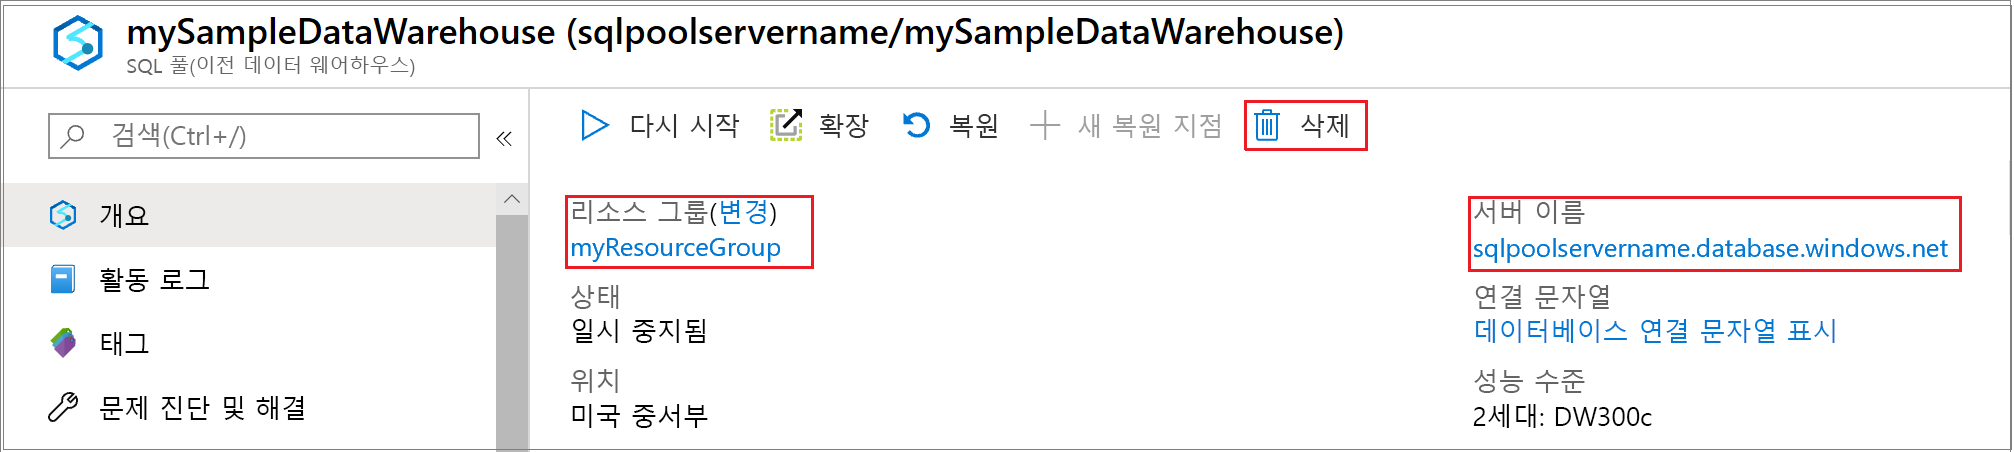 mySampleDataWarehouse (sqlpoolservername/mySampleDataWarehouse)
SQL 풀(이전 데이터 웨어하우스)
검색(Ctrl+/)
«
개요
활동 로그
태그
문제 진단 및 해결
다시 시작 확장 복원 새 복원 지점 삭제
리소스 그룹(변경)
myResourceGroup
상태
일시 중지됨
위치
미국 중서부
서버 이름
sqlpoolservername.database.windows.net
연결 문자열
데이터베이스 연결 문자열 표시
성능 수준
2세대: DW300c